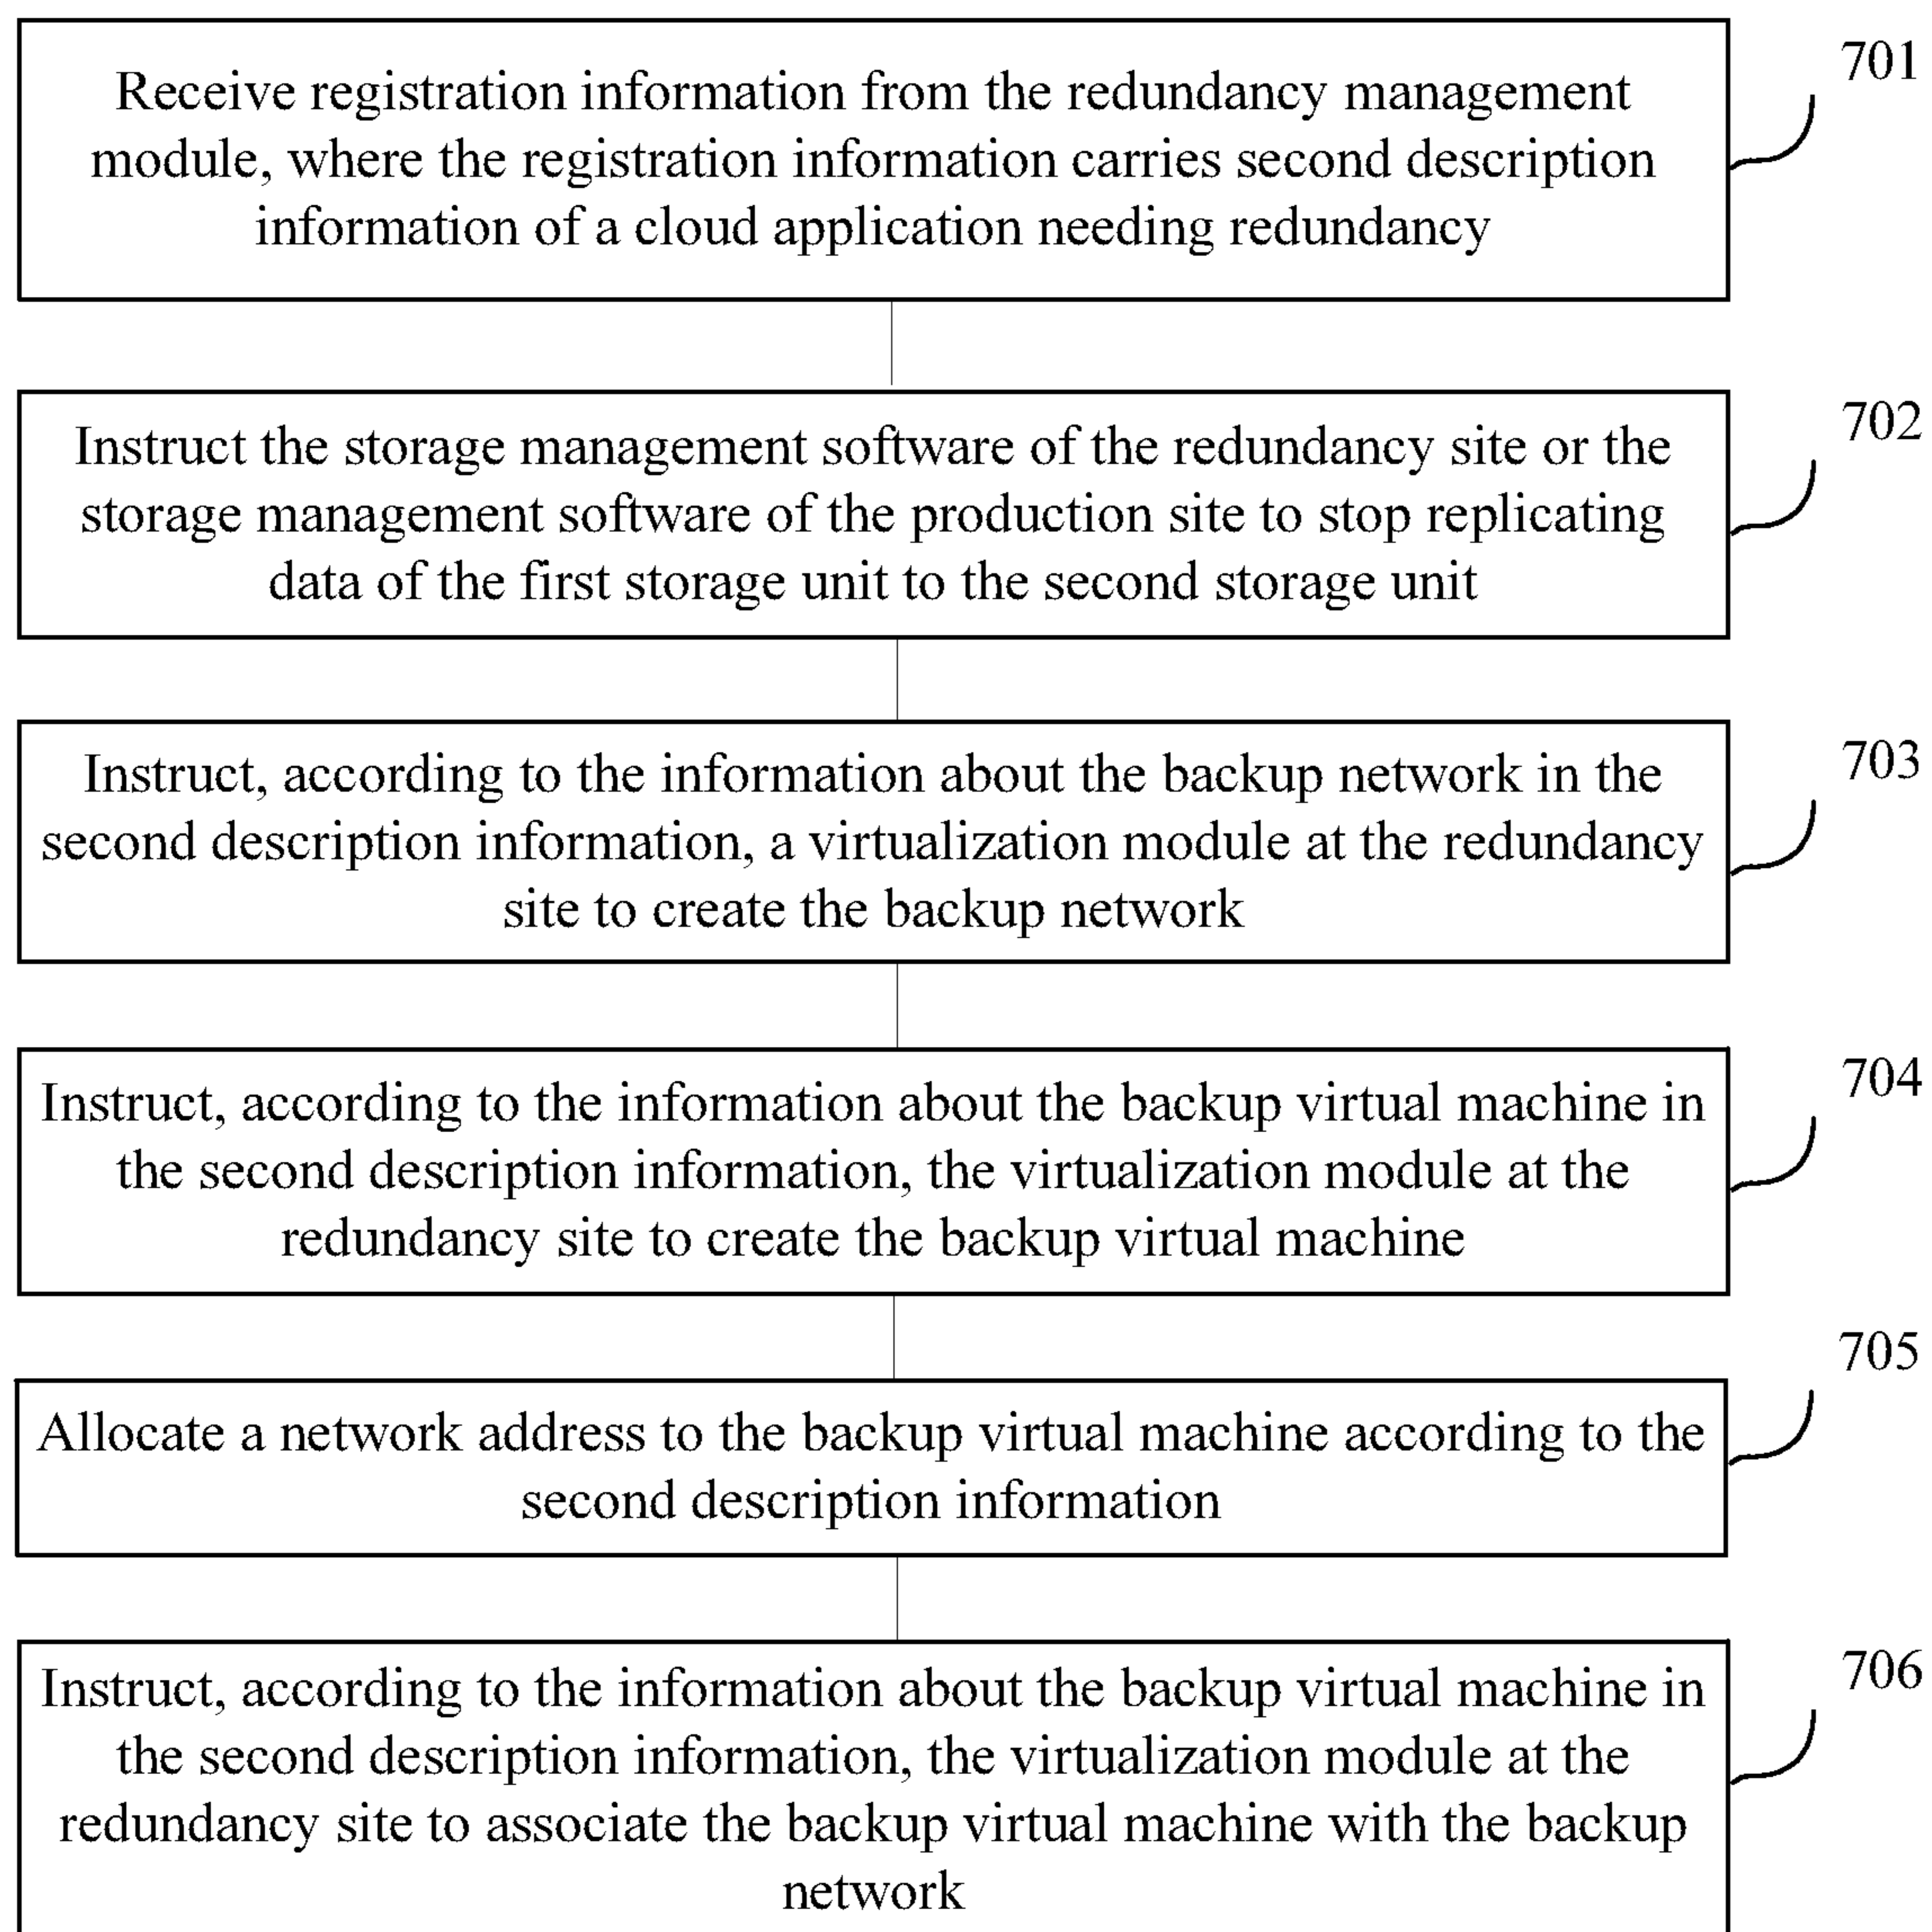 701
Receive registration information from the redundancy management
module, where the registration information carries second description
information of a cloud application needing redundancy
702
Instruct the storage management software of the redundancy site or the
storage management software of the production site to stop replicating
data of the first storage unit to the second storage unit
703
Instruct, according to the information about the backup network in the
second description information, a virtualization module at the redundancy
site to create the backup network
704
Instruct, according to the information about the backup virtual machine in
the second description information, the virtualization module at the
redundancy site to create the backup virtual machine
705
Allocate a network address to the backup virtual machine according to the
second description information
706
Instruct, according to the information about the backup virtual machine in
the second description information, the virtualization module at the
redundancy site to associate the backup virtual machine with the backup
network